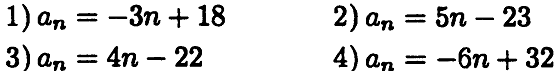 1) aₙ = −3n + 18 2) aₙ = 5n − 23
3) aₙ = 4n − 22 4) aₙ = −6n + 32